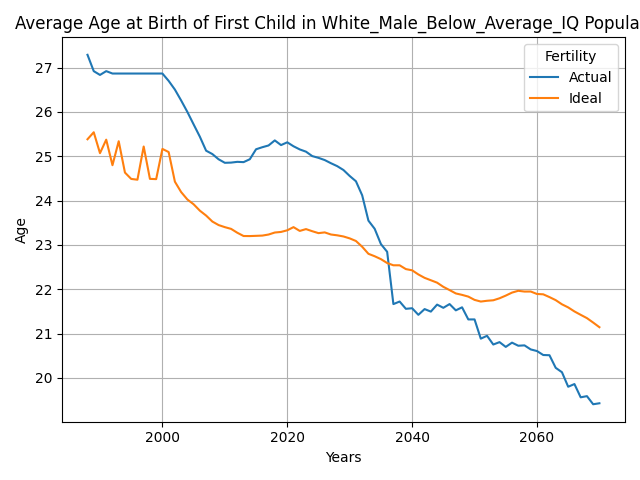 Average Age at Birth of First Child in White_Male_Below_Average_IQ Popula
Fertility
Actual
Ideal
27
26
25
24
23
22
21
20
Age
2000
2020
2040
2060
Years